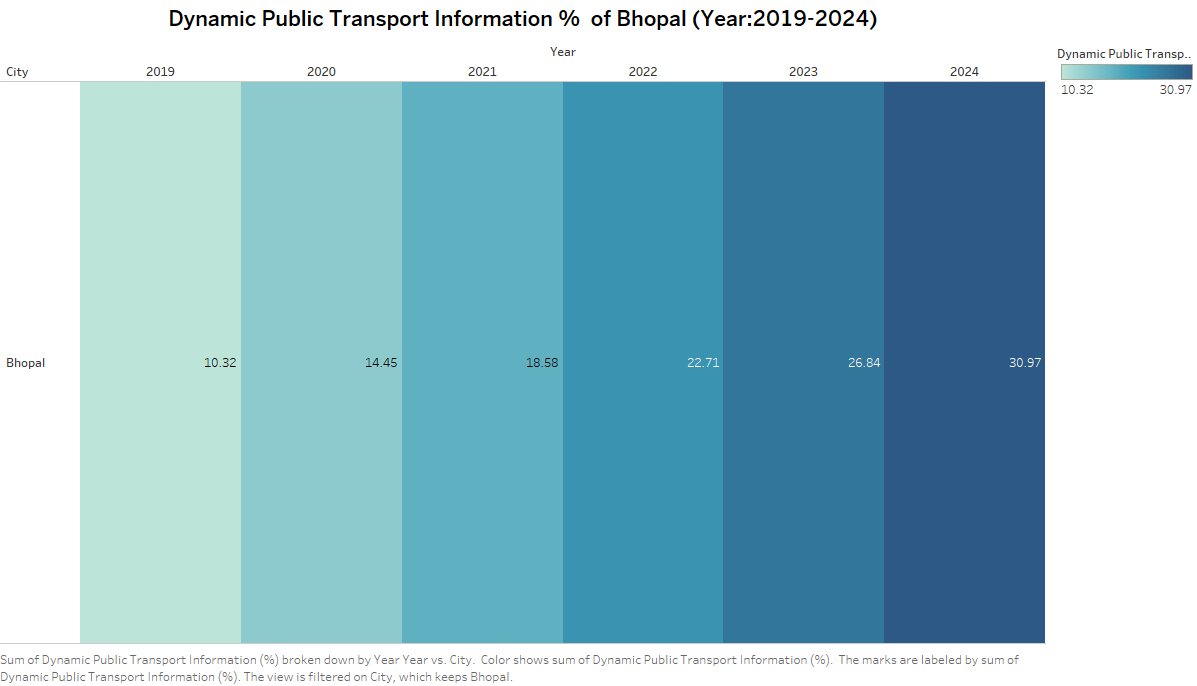 Dynamic Public Transport Information %  of Bhopal (Year:2019-2024)
Year
City 2019 2020 2021 2022 2023 2024
Dynamic Public Transp..
10.32 30.97
Bhopal 10.32 14.45 18.58 22.71 26.84 30.97
Sum of Dynamic Public Transport Information (%) broken down by Year Year vs. City.  Color shows sum of Dynamic Public Transport Information (%).  The marks are labeled by sum of
Dynamic Public Transport Information (%). The view is filtered on City, which keeps Bhopal.